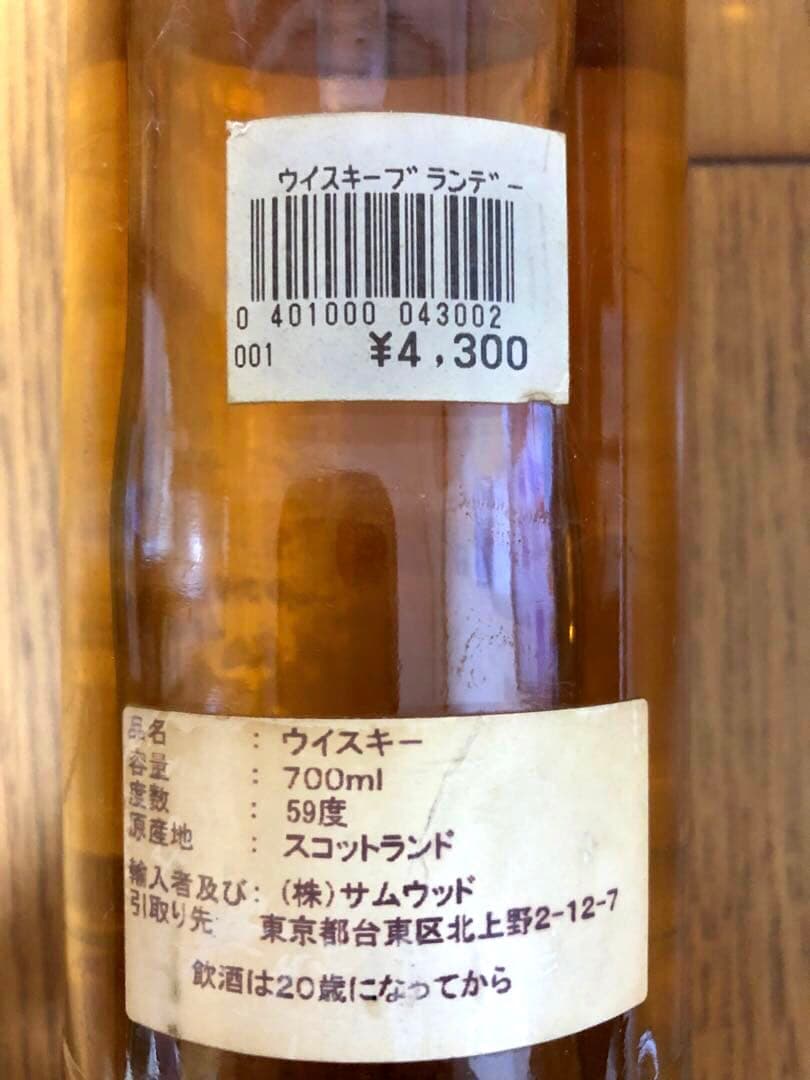 ウイスキーブランデー
0 401000 043002
001 ¥4,300
品名 : ウイスキー
容量 : 700ml
度数 : 59度
原産地 : スコットランド
輸入者及び : (株)サムウッド
引取り先 東京都台東区北上野2-12-7
飲酒は20歳になってから